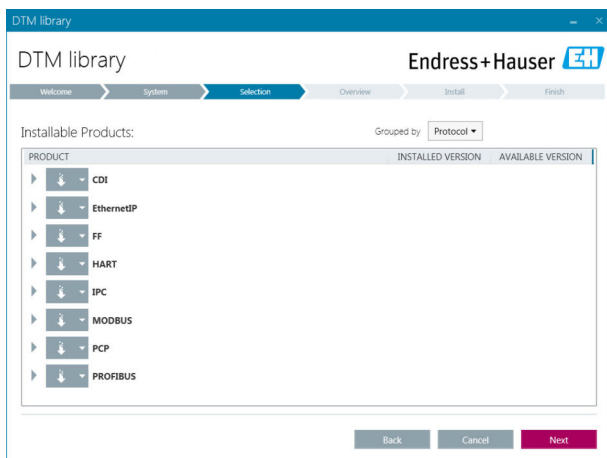 DTM library
DTM library
Endress+Hauser EH
Welcome System Selection Overview Install Finish
Installable Products:
Grouped by Protocol
PRODUCT INSTALLED VERSION AVAILABLE VERSION
CDI
EthernetIP
FF
HART
IPC
MODBUS
PCP
PROFIBUS
Back Cancel Next